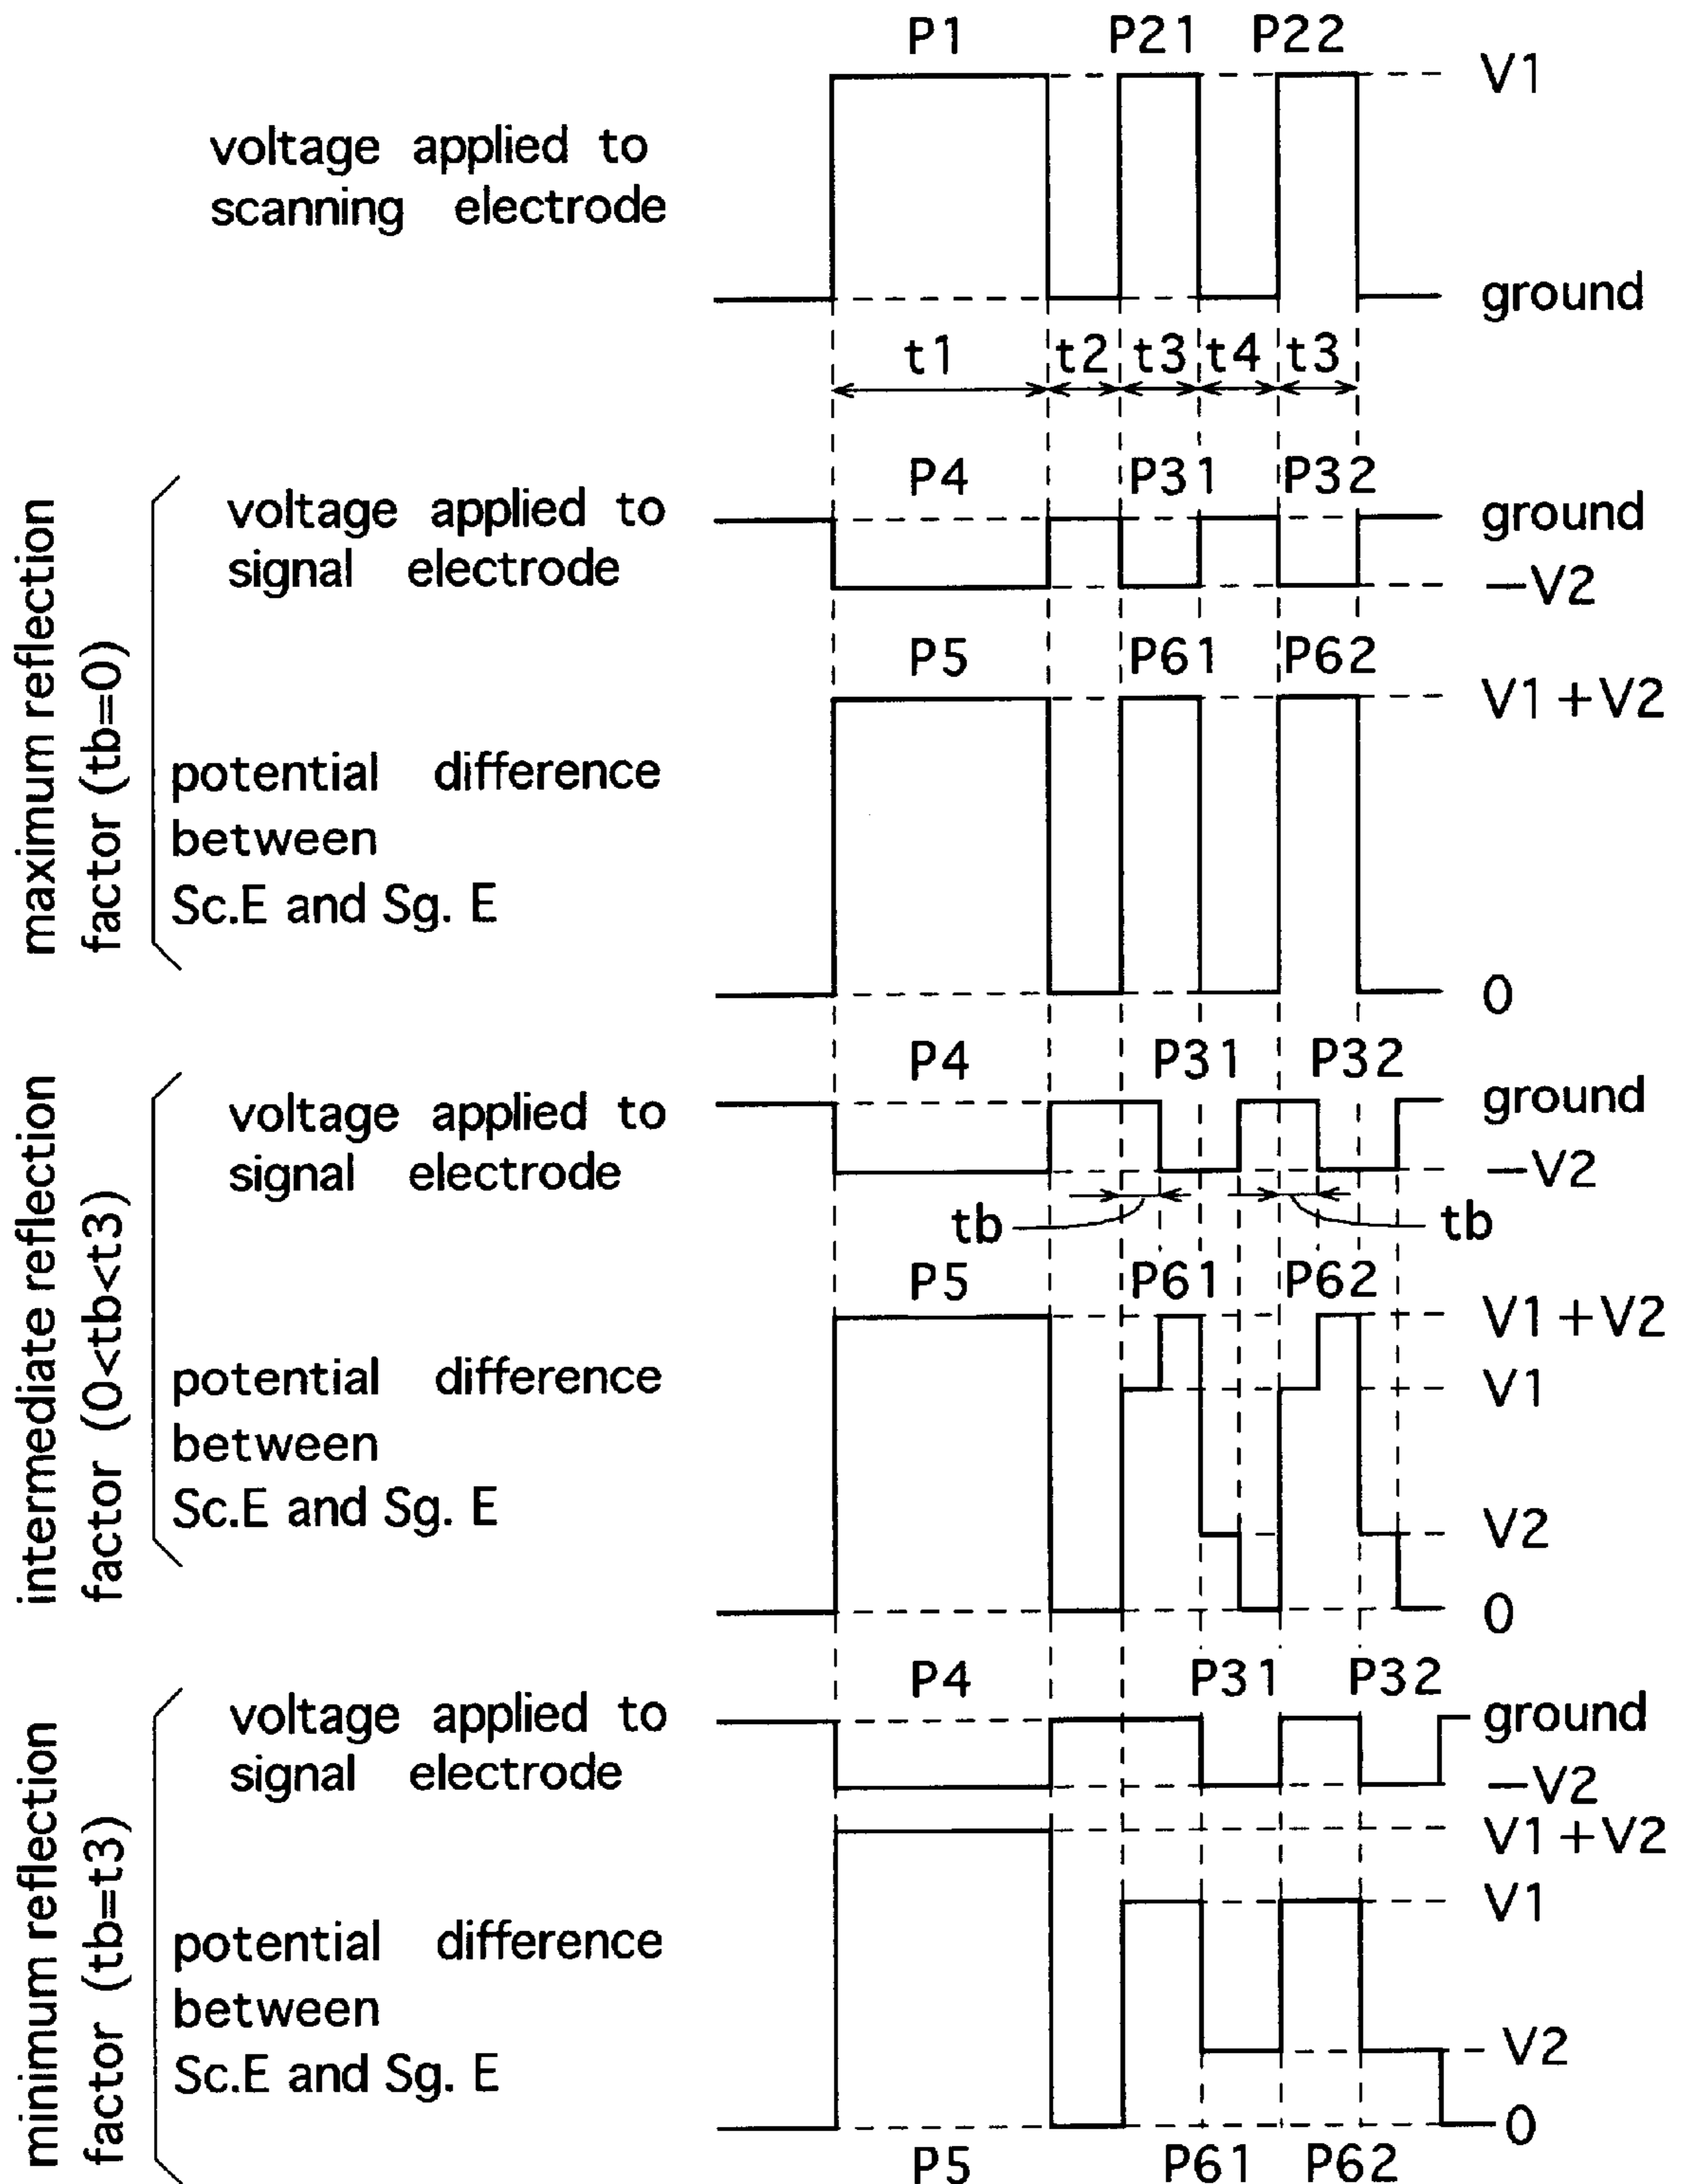 P1 P21 P22
V1
voltage applied to
scanning electrode
ground
t1 t2 t3 t4 t3
maximum reflection
factor (tb=0)
P4 P31 P32
voltage applied to
signal electrode
ground
−V2
P5 P61 P62
V1+V2
potential difference
between
Sc.E and Sg. E
0
intermediate reflection
factor (0<tb<t3)
P4 P31 P32
voltage applied to
signal electrode
ground
−V2
tb tb
P5 P61 P62
V1+V2
V1
potential difference
between
Sc.E and Sg. E
V2
0
minimum reflection
factor (tb=t3)
P4 P31 P32
voltage applied to
signal electrode
ground
−V2
V1+V2
V1
potential difference
between
Sc.E and Sg. E
V2
0
P5 P61 P62